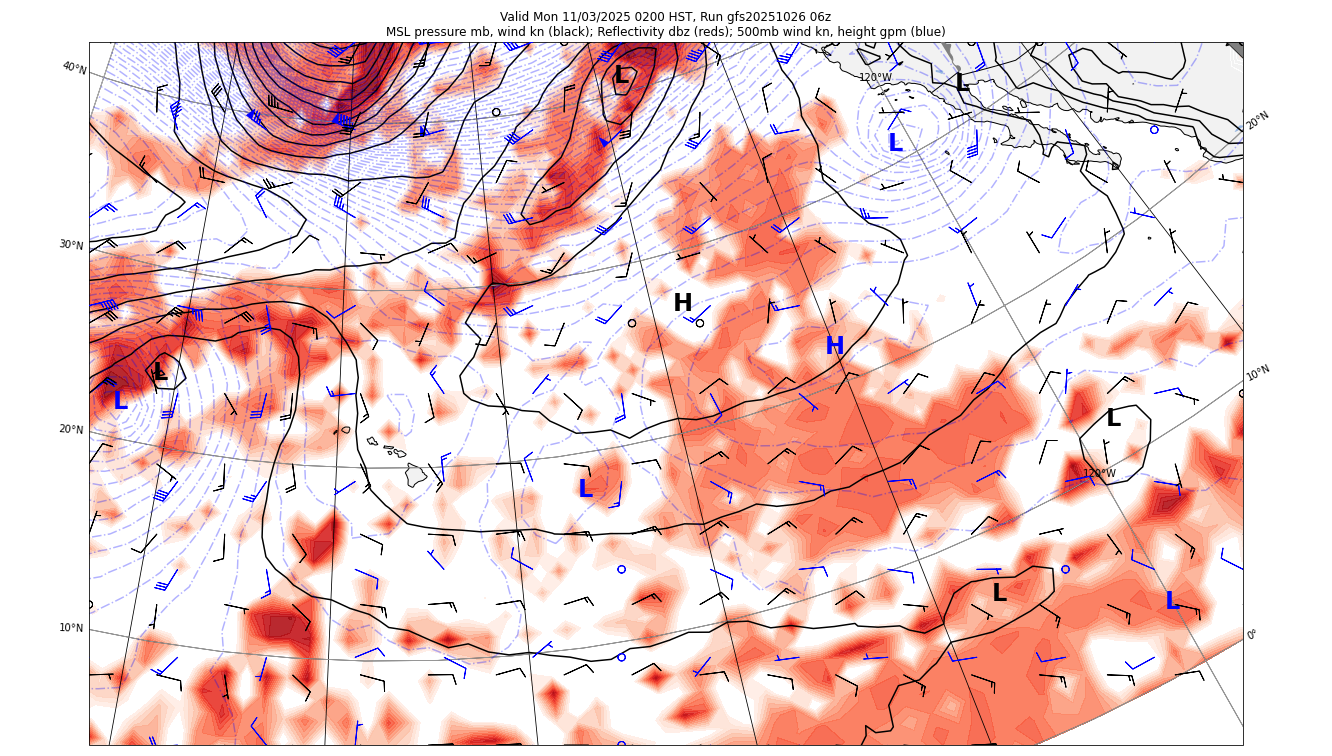 Valid Mon 11/03/2025 0200 HST, Run gfs20251026 06z
MSL pressure mb, wind kn (black); Reflectivity dbz (reds); 500mb wind kn, height gpm (blue)
40°N
120°W
L
L
20°N
L
30°N
H
H
L
L
10°N
20°N
L
120°W
L
10°N
L
L
0°